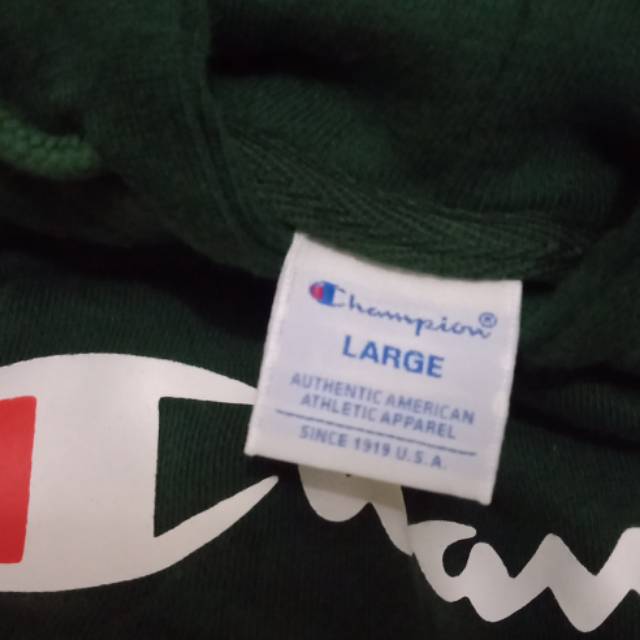 Champion®
LARGE
AUTHENTIC AMERICAN
ATHLETIC APPAREL
SINCE 1919 U.S.A.